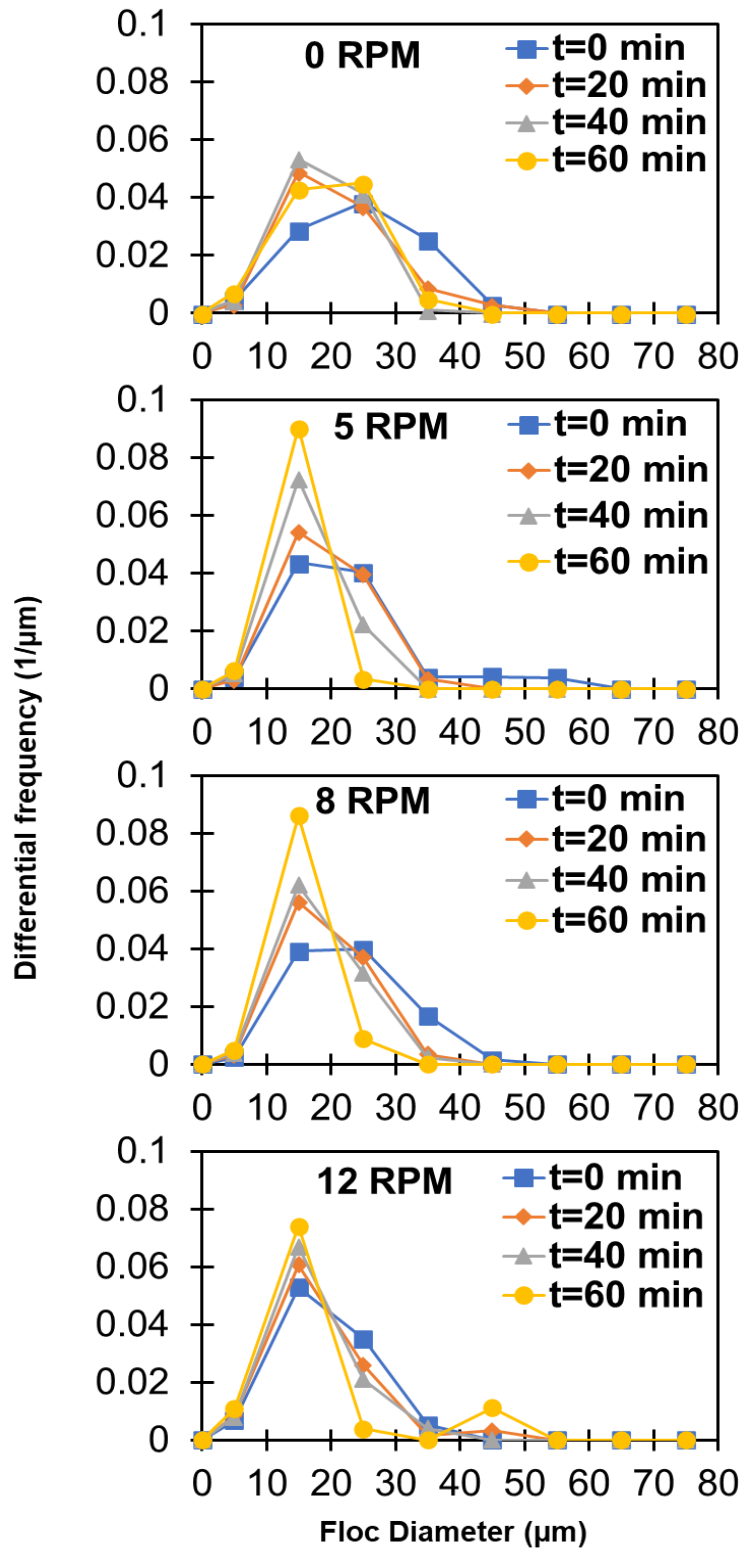 Differential frequency (1/µm)
0.1
0.08
0.06
0.04
0.02
0
0 RPM
t=0 min
t=20 min
t=40 min
t=60 min
0 10 20 30 40 50 60 70 80
0.1
0.08
0.06
0.04
0.02
0
5 RPM
t=0 min
t=20 min
t=40 min
t=60 min
0 10 20 30 40 50 60 70 80
0.1
0.08
0.06
0.04
0.02
0
8 RPM
t=0 min
t=20 min
t=40 min
t=60 min
0 10 20 30 40 50 60 70 80
0.1
0.08
0.06
0.04
0.02
0
12 RPM
t=0 min
t=20 min
t=40 min
t=60 min
0 10 20 30 40 50 60 70 80
Floc Diameter (µm)